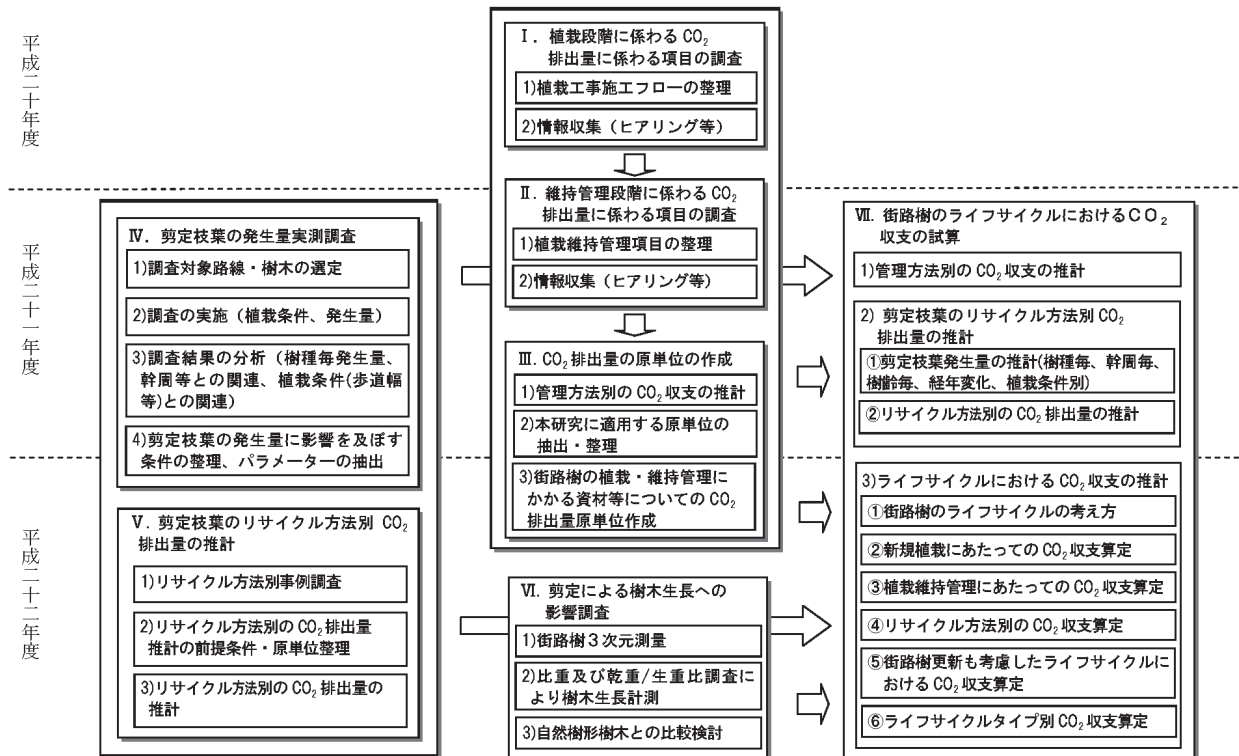 平成二十年度
Ⅰ．植栽段階に係わる CO₂
排出量に係わる項目の調査
1)植栽工事施工フローの整理
2)情報収集（ヒアリング等）
平成二十一年度
Ⅱ．維持管理段階に係わる CO₂
排出量に係わる項目の調査
1)植栽維持管理項目の整理
2)情報収集（ヒアリング等）
Ⅲ．CO₂排出量の原単位の作成
1)管理方法別の CO₂収支の推計
2)本研究に適用する原単位の
抽出・整理
3)街路樹の植栽・維持管理に
かかる資材等についての CO₂
排出量原単位作成
Ⅳ．剪定枝葉の発生量実測調査
1)調査対象路線・樹木の選定
2)調査の実施（植栽条件、発生量）
3)調査結果の分析（樹種毎発生量、
幹周等との関連、植栽条件(歩道幅
等)との関連）
4)剪定枝葉の発生量に影響を及ぼす
条件の整理、パラメーターの抽出
平成二十二年度
Ⅴ．剪定枝葉のリサイクル方法別 CO₂
排出量の推計
1)リサイクル方法別事例調査
2)リサイクル方法別の CO₂排出量
推計の前提条件・原単位整理
3)リサイクル方法別の CO₂排出量の
推計
Ⅵ．剪定による樹木生長への
影響調査
1)街路樹３次元測量
2)比重及び乾重/生重比調査に
より樹木生長計測
3)自然樹形樹木との比較検討
Ⅶ．街路樹のライフサイクルにおけるＣＯ₂
収支の試算
1)管理方法別の CO₂収支の推計
2) 剪定枝葉のリサイクル方法別 CO₂
排出量の推計
①剪定枝葉発生量の推計(樹種毎、幹周毎、
樹齢毎、経年変化、植栽条件別)
②リサイクル方法別の CO₂排出量の推計
3)ライフサイクルにおける CO₂収支の推計
①街路樹のライフサイクルの考え方
②新規植栽にあたっての CO₂収支算定
③植栽維持管理にあたっての CO₂収支算定
④リサイクル方法別の CO₂収支算定
⑤街路樹更新も考慮したライフサイクルに
おける CO₂収支算定
⑥ライフサイクルタイプ別 CO₂収支算定